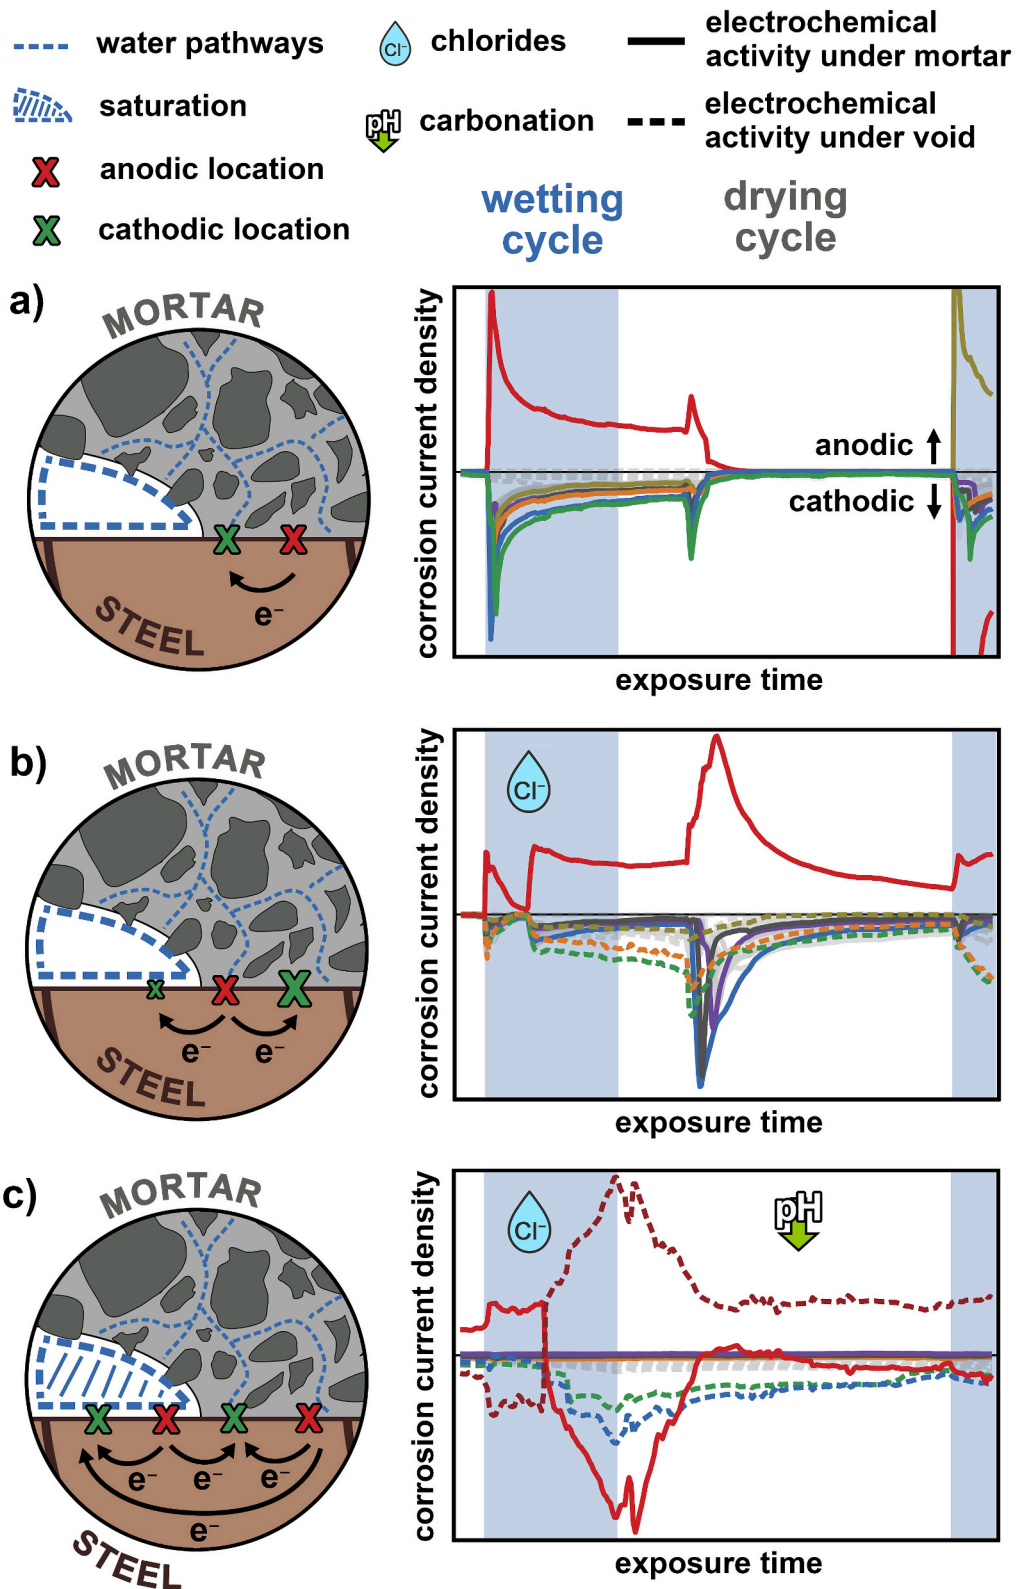 water pathways
saturation
anodic location
cathodic location
Cl⁻
chlorides
pH
carbonation
electrochemical
activity under mortar
electrochemical
activity under void
wetting
cycle
drying
cycle
a)
MORTAR
STEEL
e⁻
corrosion current density
anodic
cathodic
exposure time
b)
MORTAR
STEEL
e⁻
e⁻
corrosion current density
Cl⁻
exposure time
c)
MORTAR
STEEL
e⁻
e⁻
e⁻
e⁻
corrosion current density
Cl⁻
pH
exposure time